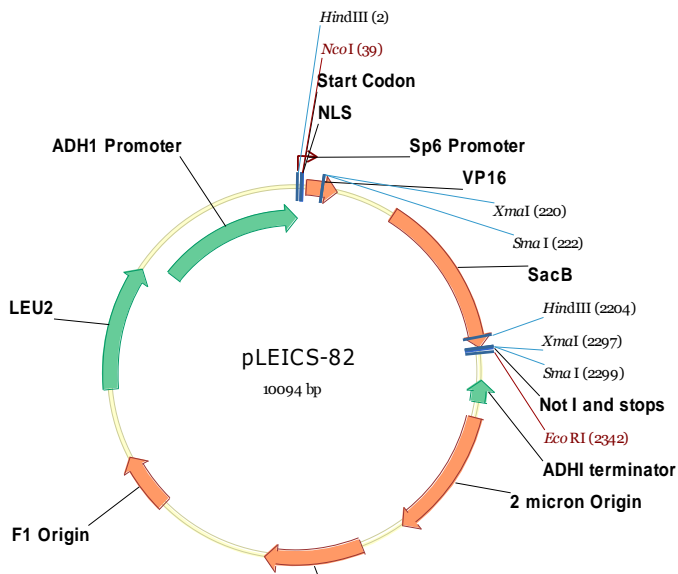 HindIII (2)
NcoI (39)
Start Codon
NLS
Sp6 Promoter
ADH1 Promoter
VP16
XmaI (220)
SmaI (222)
SacB
LEU2
HindIII (2204)
XmaI (2297)
SmaI (2299)
pLEICS-82
10094 bp
Not I and stops
EcoRI (2342)
ADHI terminator
2 micron Origin
F1 Origin